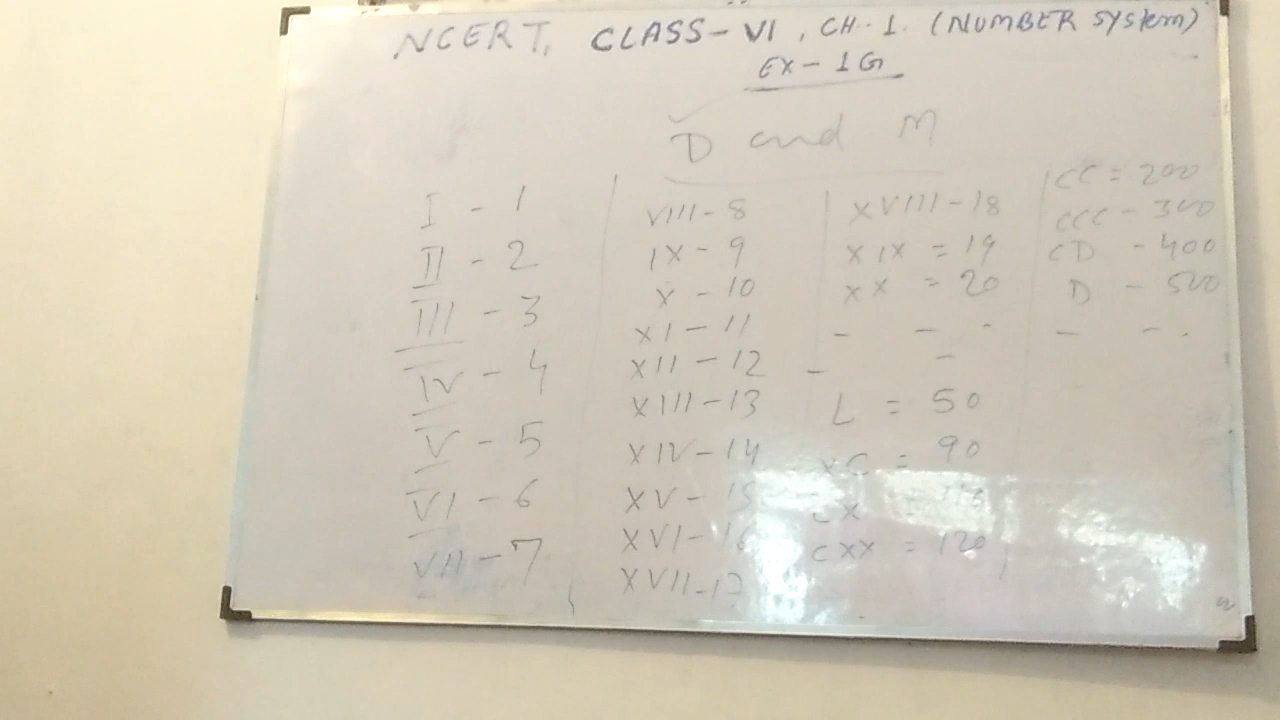 NCERT, CLASS-VI, CH-1. (NUMBER System)
EX-1G
D and M
I - 1
II - 2
III - 3
IV - 4
V - 5
VI - 6
VII - 7
VIII - 8
IX - 9
X - 10
XI - 11
XII - 12
XIII - 13
XIV - 14
XV - 15
XVI - 16
XVII - 17
XVIII - 18
XIX = 19
XX = 20
- - -
- -
L = 50
XC = 90
CX
CXX = 120
CC = 200
CCC - 300
CD - 400
D - 500
- - -